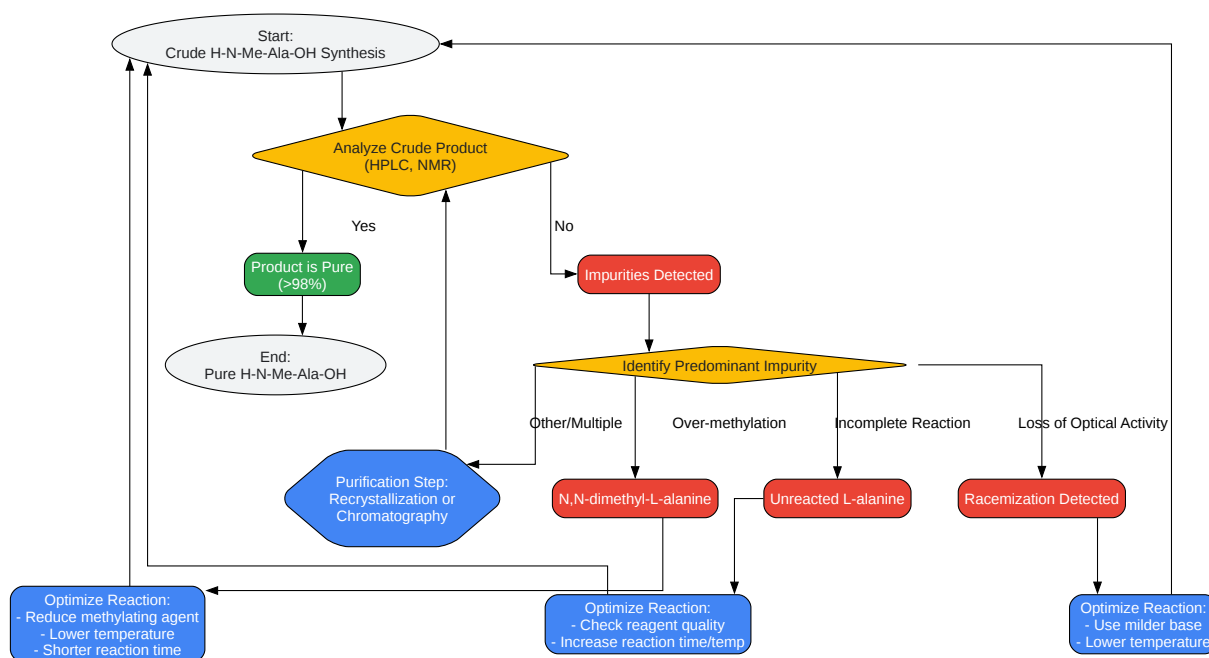 Start:
Crude H-N-Me-Ala-OH Synthesis
Analyze Crude Product
(HPLC, NMR)
Yes
No
Product is Pure
(>98%)
Impurities Detected
End:
Pure H-N-Me-Ala-OH
Identify Predominant Impurity
Other/Multiple
Over-methylation
Incomplete Reaction
Loss of Optical Activity
Purification Step:
Recrystallization or
Chromatography
N,N-dimethyl-L-alanine
Unreacted L-alanine
Racemization Detected
Optimize Reaction:
- Reduce methylating agent
- Lower temperature
- Shorter reaction time
Optimize Reaction:
- Check reagent quality
- Increase reaction time/temp
Optimize Reaction:
- Use milder base
- Lower temperature